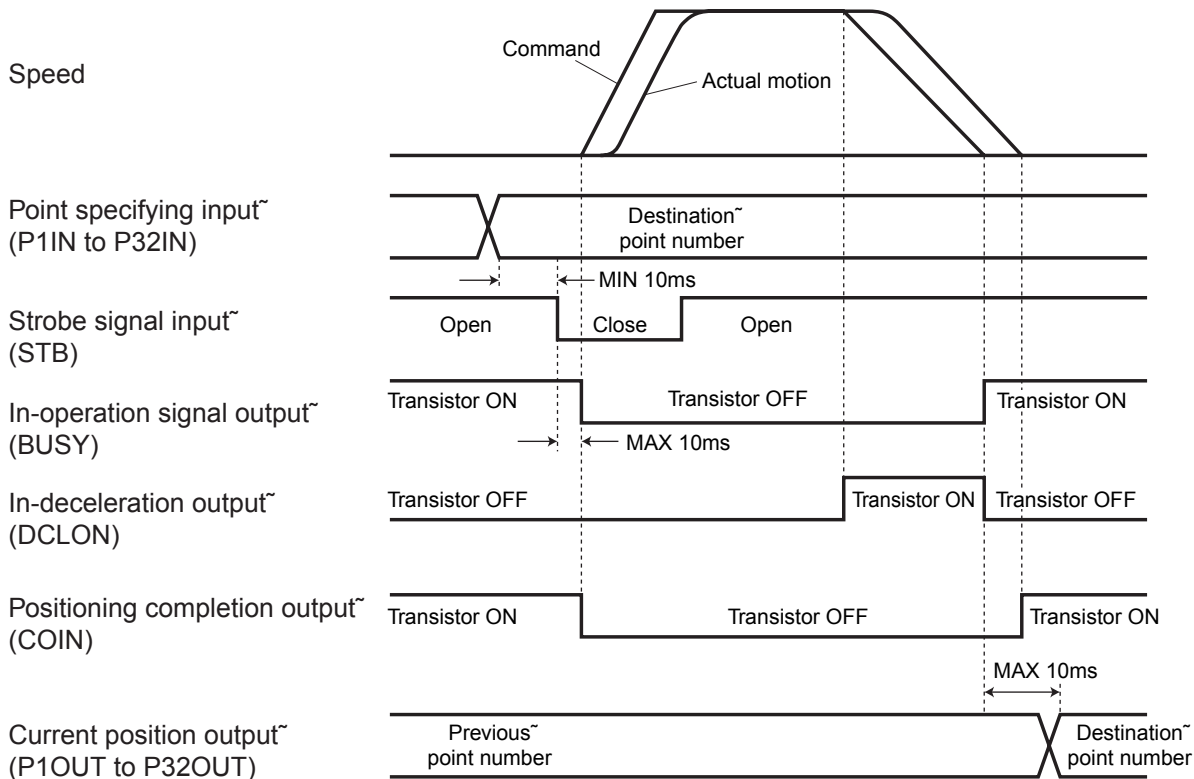 Command
Speed
Actual motion
Point specifying input˜
(P1IN to P32IN)
Destination˜
point number
MIN 10ms
Strobe signal input˜
(STB)
Open
Close
Open
In-operation signal output˜
(BUSY)
Transistor ON
Transistor OFF
Transistor ON
MAX 10ms
In-deceleration output˜
(DCLON)
Transistor OFF
Transistor ON
Transistor OFF
Positioning completion output˜
(COIN)
Transistor ON
Transistor OFF
Transistor ON
MAX 10ms
Current position output˜
(P1OUT to P32OUT)
Previous˜
point number
Destination˜
point number